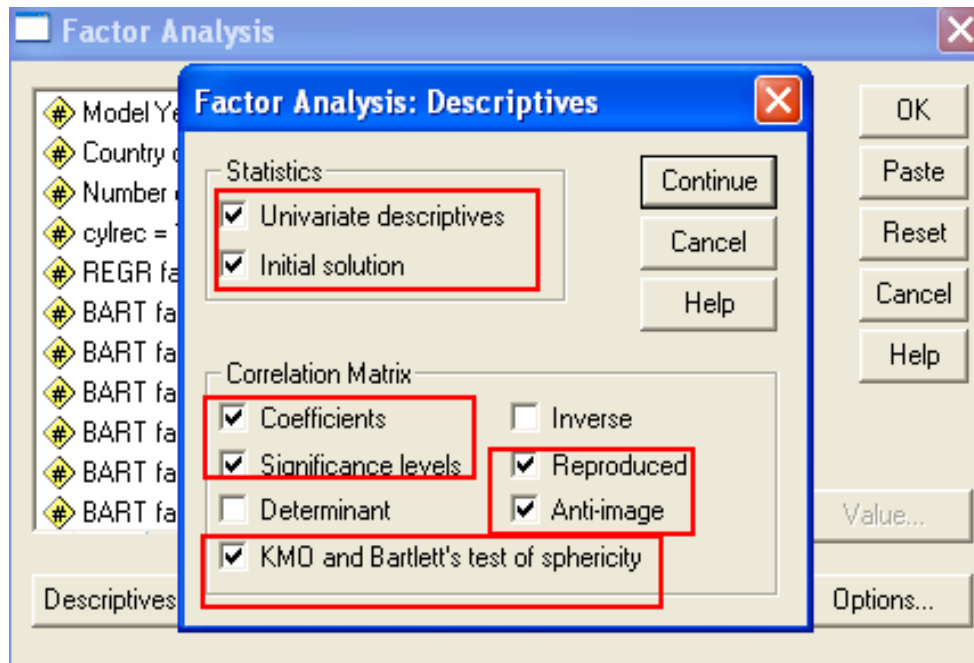 Factor Analysis
Model Ye
Country
Number
cylrec =
REGR fa
BART fa
BART fa
BART fa
BART fa
BART fa
BART fa
Descriptives
Factor Analysis: Descriptives
Statistics
Univariate descriptives
Initial solution
Continue
Cancel
Help
Correlation Matrix
Coefficients
Inverse
Significance levels
Reproduced
Determinant
Anti-image
KMO and Bartlett's test of sphericity
OK
Paste
Reset
Cancel
Help
Value...
Options...